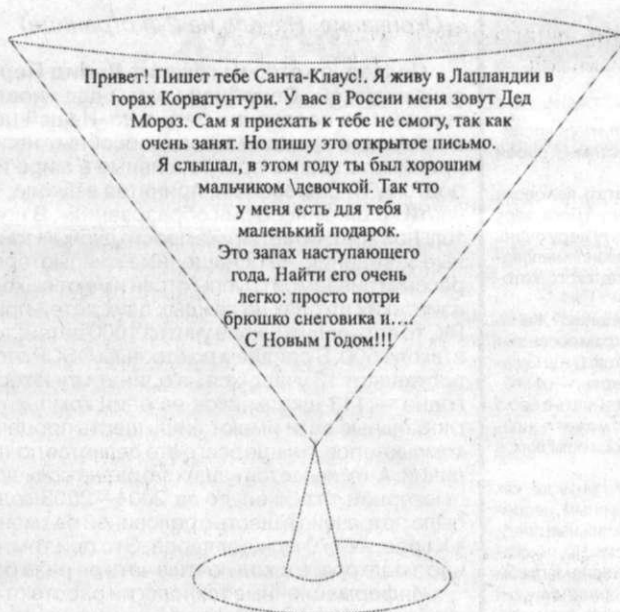 Привет! Пишет тебе Санта-Клаус!. Я живу в Лапландии в
горах Корватунтури. У вас в России меня зовут Дед
Мороз. Сам я приехать к тебе не смогу, так как
очень занят. Но пишу это открытое письмо.
Я слышал, в этом году ты был хорошим
мальчиком \девочкой. Так что
у меня есть для тебя
маленький подарок.
Это запах наступающего
года. Найти его очень
легко: просто потри
брюшко снеговика и….
С Новым Годом!!!